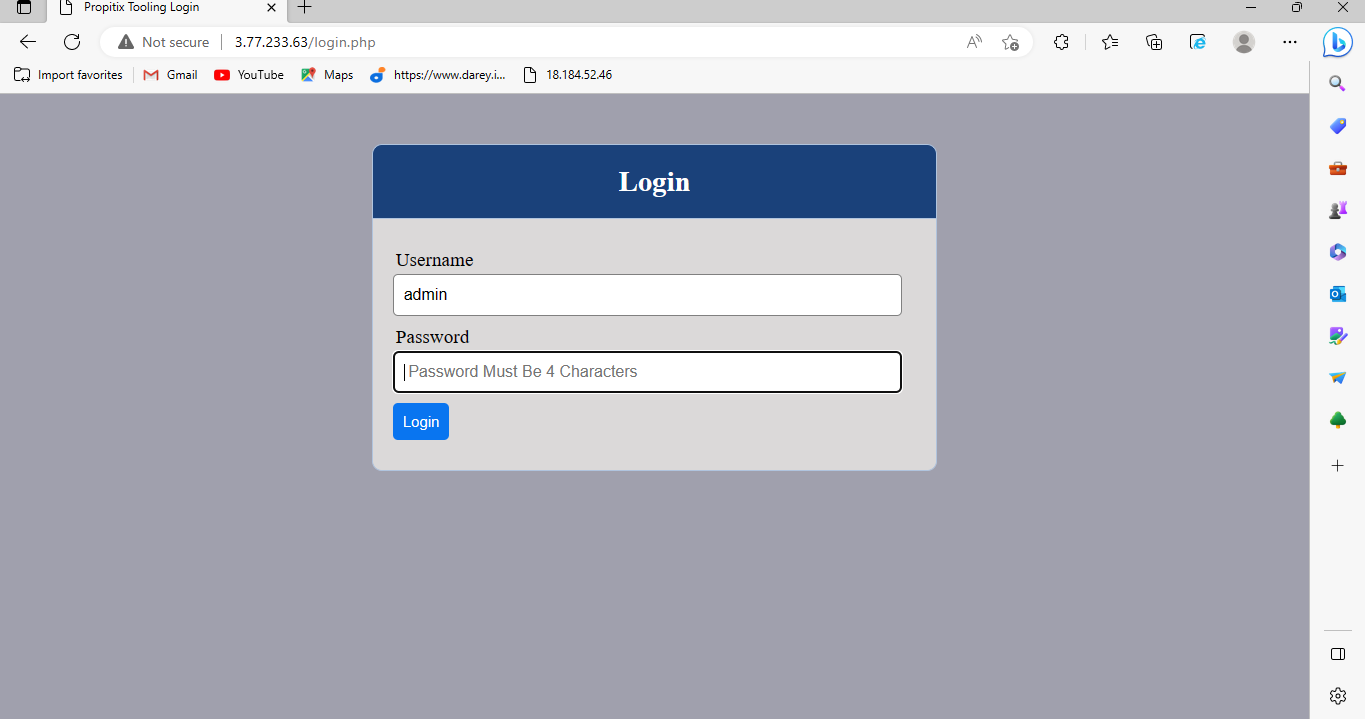 Propitix Tooling Login
Not secure 3.77.233.63/login.php
Import favorites Gmail YouTube Maps https://www.darey.i... 18.184.52.46
Login
Username
admin
Password
Password Must Be 4 Characters
Login